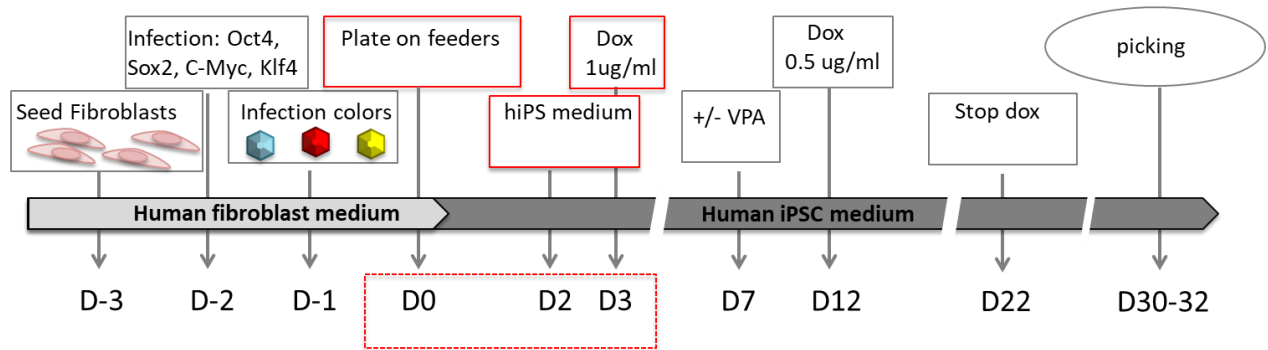 Infection: Oct4,
Sox2, C-Myc, Klf4
Plate on feeders
Dox
1ug/ml
Dox
0.5 ug/ml
picking
Seed Fibroblasts
Infection colors
hiPS medium
+/- VPA
Stop dox
Human fibroblast medium
Human iPSC medium
D-3
D-2
D-1
D0
D2
D3
D7
D12
D22
D30-32